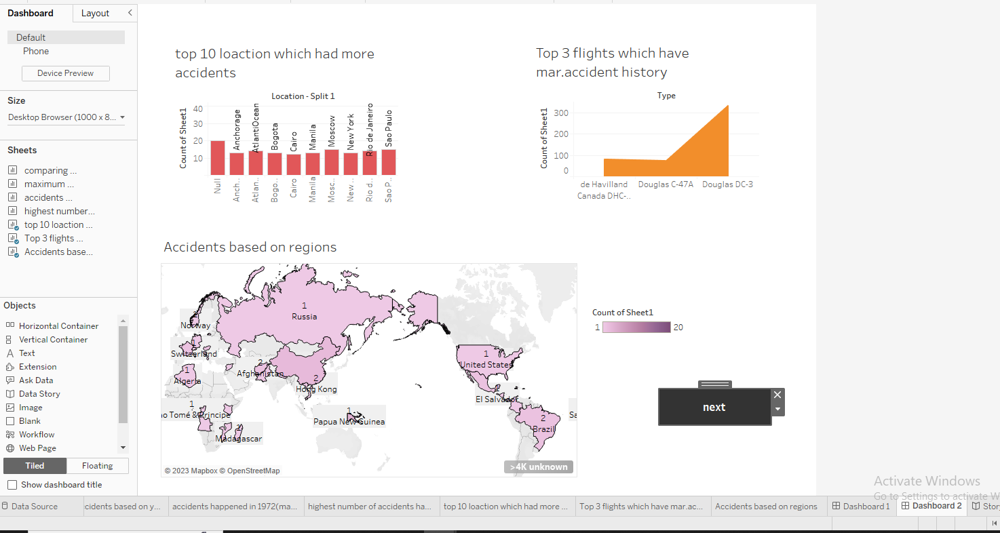 Dashboard
Layout
Default
Phone
Device Preview
Size
Desktop Browser (1000 x 8...
Sheets
comparing ...
maximum ...
accidents ...
highest number...
top 10 loaction ...
Top 3 flights ...
Accidents base...
Objects
Horizontal Container
Vertical Container
Text
Extension
Ask Data
Data Story
Image
Blank
Workflow
Web Page
Tiled
Floating
Show dashboard title
top 10 loaction which had more
accidents
Location - Split 1
Count of Sheet1
40
30
20
10
Anchorage
AtlantiOcean
Bogota
Cairo
Manila
Moscow
New York
Rio de Janeiro
Sao Paulo
Null
Anch..
Atlan..
Bogo..
Cairo
Manila
Mosc..
New ..
Rio d..
Sao P..
Top 3 flights which have
mar.accident history
Type
Count of Sheet1
300
200
100
0
de Havilland
Canada DHC-..
Douglas C-47A
Douglas DC-3
Accidents based on regions
1
Russia
2
Norway
1
Switzerland
1
Algeria
2
Afghanistan
2
Hong Kong
1
United States
El Salvador
1
o Tomé & Principe
1
Papua New Guinea
Madagascar
2
Brazil
Sa
© 2023 Mapbox © OpenStreetMap
>4K unknown
Count of Sheet1
1
20
next
Activate Windows
Go to Settings to activate W
Data Source
cidents based on y...
accidents happened in 1972(ma...
highest number of accidents ha...
top 10 loaction which had more ...
Top 3 flights which have mar.ac...
Accidents based on regions
Dashboard 1
Dashboard 2
Story